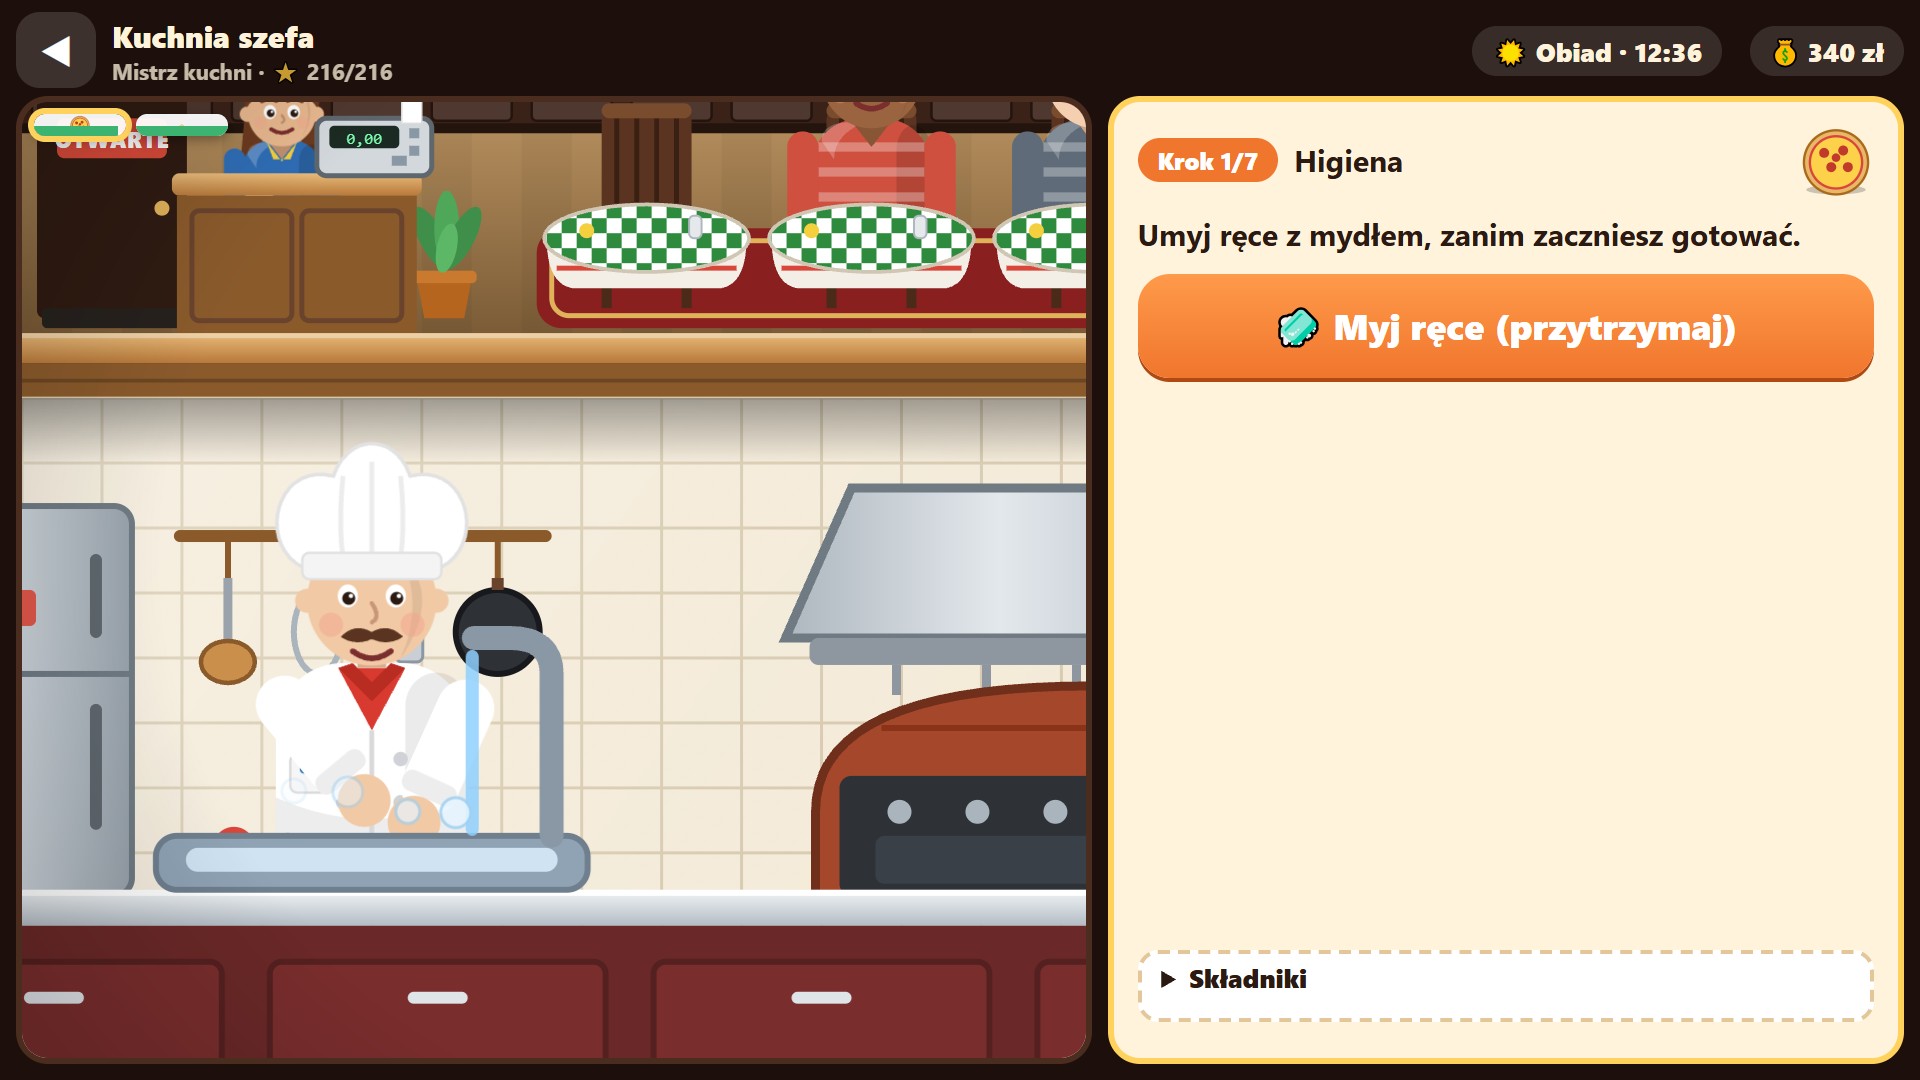 Kuchnia szefa
Mistrz kuchni · 216/216
Obiad · 12:36
340 zł
OTWARTE
0,00
Krok 1/7
Higiena
Umyj ręce z mydłem, zanim zaczniesz gotować.
Myj ręce (przytrzymaj)
Składniki